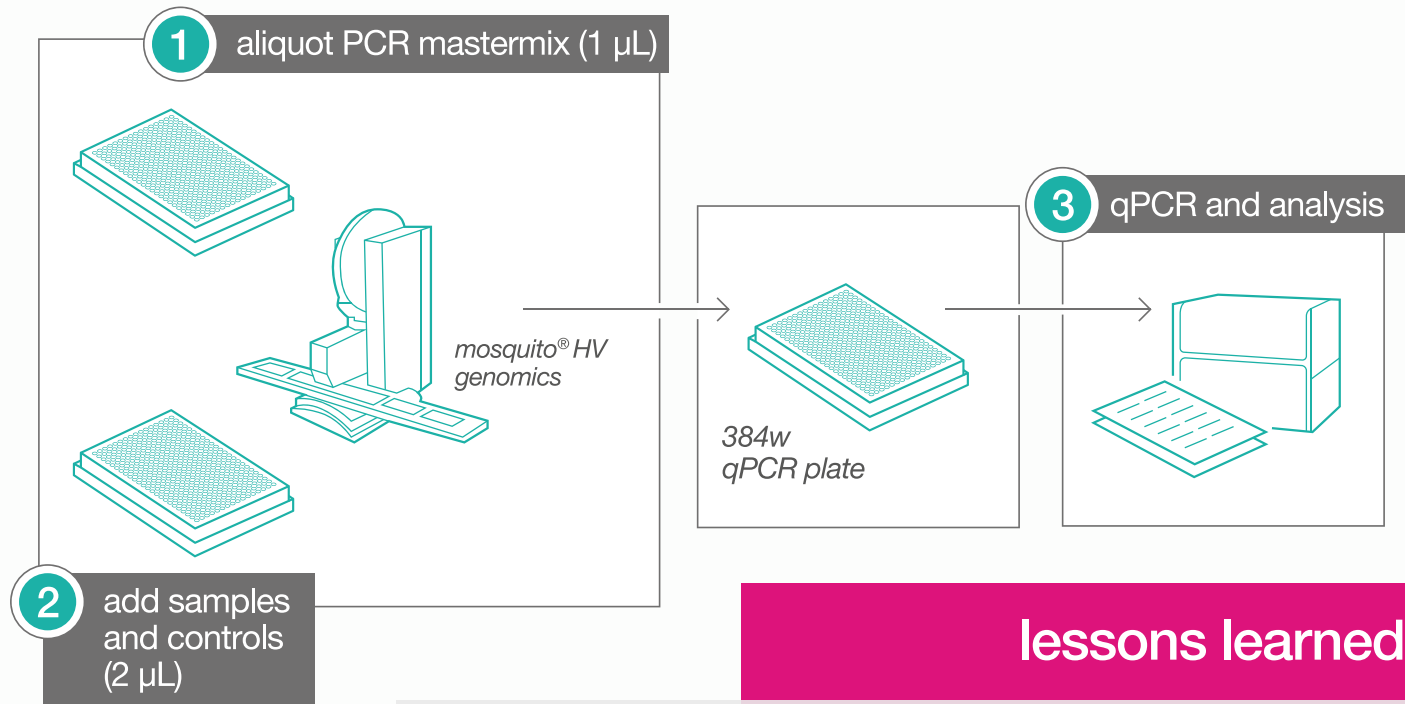 1
aliquot PCR mastermix (1 µL)
mosquito® HV
genomics
2
add samples
and controls
(2 µL)
384w
qPCR plate
3
qPCR and analysis
lessons learned